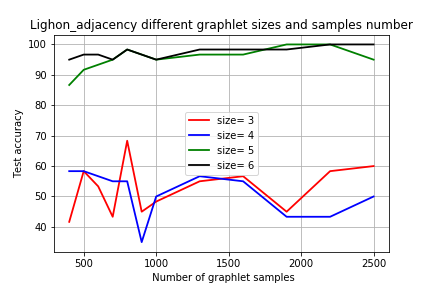 Lighon_adjacency different graphlet sizes and samples number
100
90
80
70
60
50
40
Test accuracy
size= 3
size= 4
size= 5
size= 6
500 1000 1500 2000 2500
Number of graphlet samples